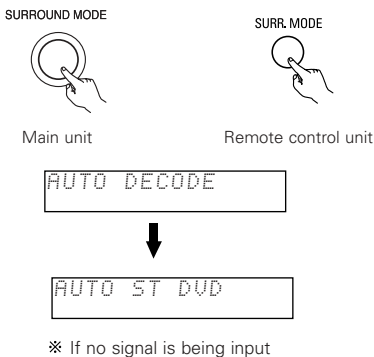 SURROUND MODE
SURR. MODE
Main unit
Remote control unit
AUTO DECODE
AUTO ST DVD
※ If no signal is being input